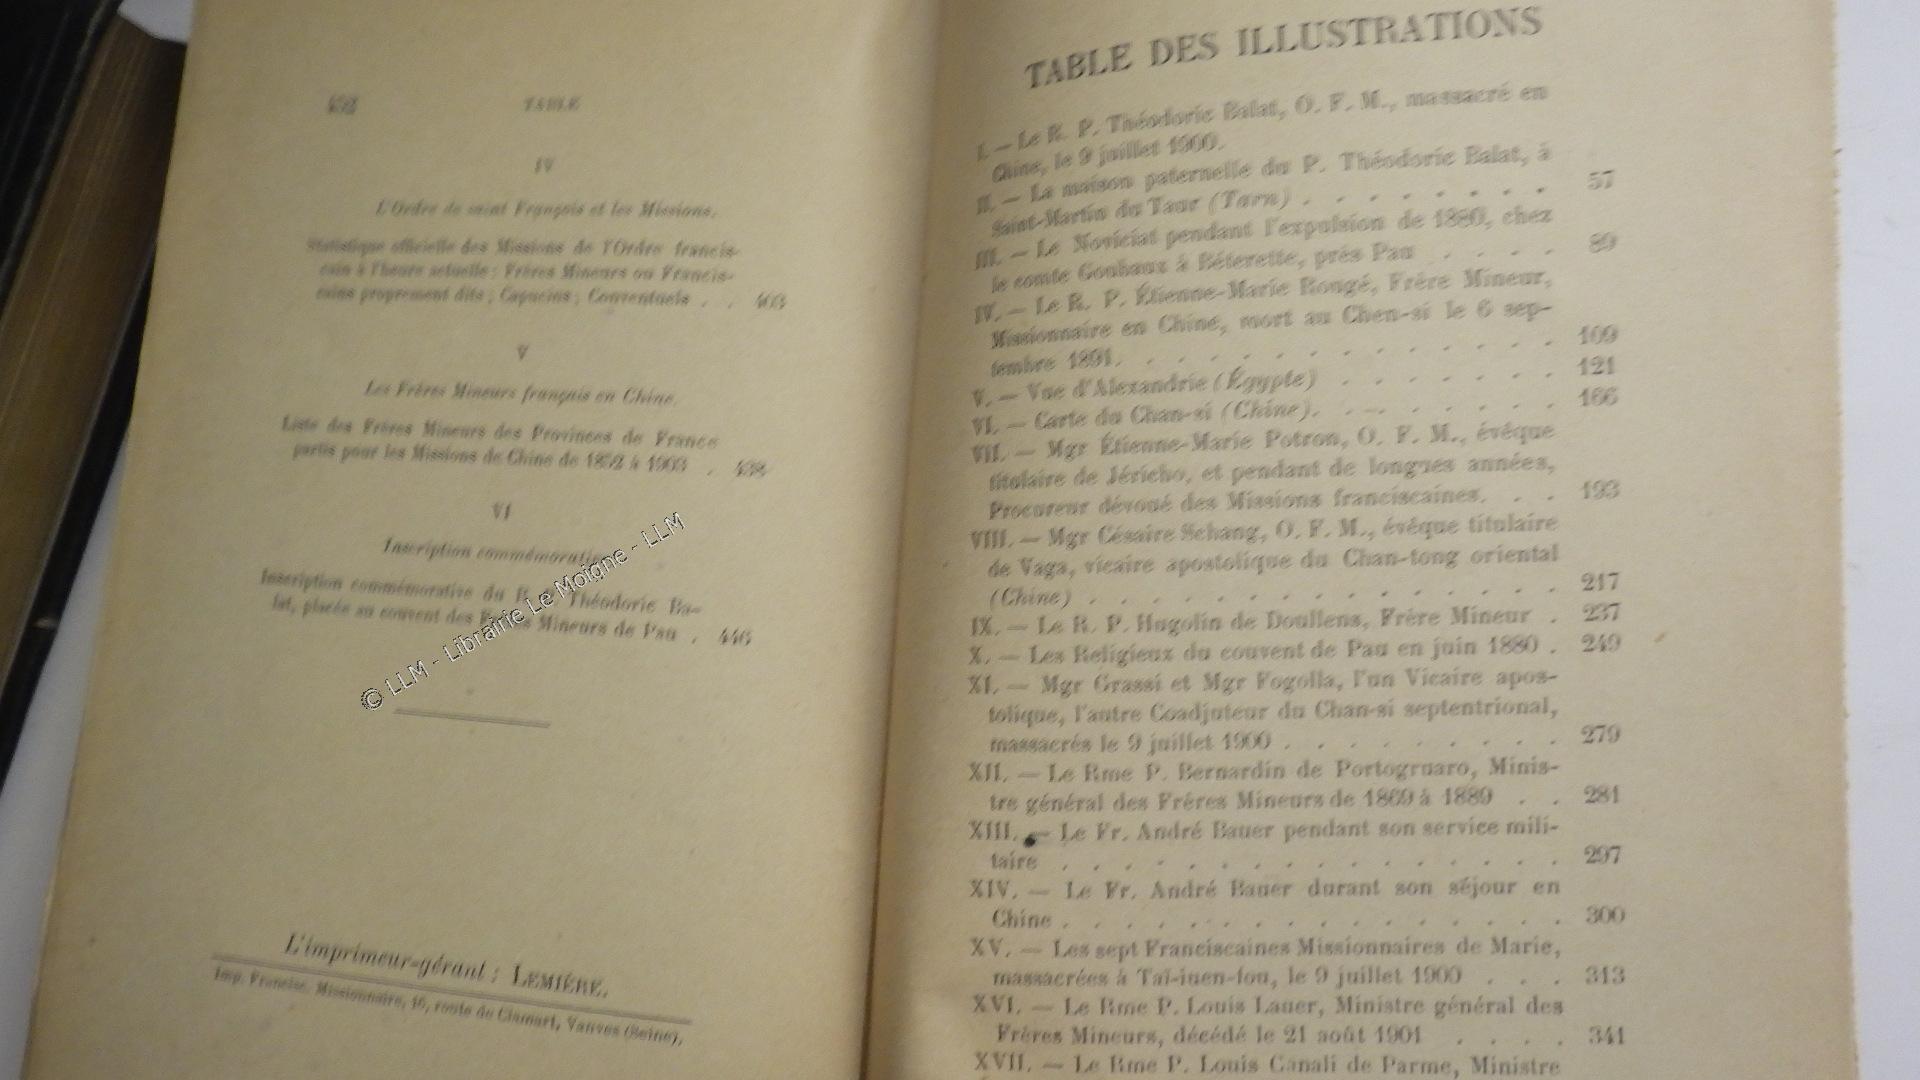 TABLE
IV
L'Ordre de saint François et les Missions.
Statistique officielle des Missions de l'Ordre francis-
cain à l'heure actuelle ; Frères Mineurs ou Francis-
cains proprement dits ; Capucins ; Conventuels . . 403
V
Les Frères Mineurs français en Chine.
Liste des Frères Mineurs des Provinces de France
partis pour les Missions de Chine de 1852 à 1903 . 438
VI
Inscription commémorative
Inscription commémorative du R. Théodoric Ba-
lat, placée au couvent des Frères Mineurs de Pau . 446
© LLM - Librairie Le Moigne - LLM
L'imprimeur-gérant : LEMIÈRE.
Imp. Francisc. Missionnaire, 16, route de Clamart, Vanves (Seine).
TABLE DES ILLUSTRATIONS
I. — Le R. P. Théodoric Balat, O. F. M., massacré en
Chine, le 9 juillet 1900.
II. — La maison paternelle du P. Théodoric Balat, à
Saint-Martin du Taur (Tarn) . . . . . . . 57
III. — Le Noviciat pendant l'expulsion de 1880, chez
le comte Gonhaux à Béterette, près Pau . . . . 89
IV. — Le R. P. Étienne-Marie Rougé, Frère Mineur,
Missionnaire en Chine, mort au Chen-si le 6 sep-
tembre 1891. . . . . . . . . . . . . 109
V. — Vue d'Alexandrie (Égypte) . . . . . . . 121
VI. — Carte du Chan-si (Chine). . . . . . . . 166
VII. — Mgr Étienne-Marie Potron, O. F. M., évêque
titulaire de Jéricho, et pendant de longues années,
Procureur dévoué des Missions franciscaines. . . 193
VIII. — Mgr Césaire Schang, O. F. M., évêque titulaire
de Vaga, vicaire apostolique du Chan-tong oriental
(Chine) . . . . . . . . . . . . 217
IX. — Le R. P. Hugolin de Doullens, Frère Mineur . 237
X. — Les Religieux du couvent de Pau en juin 1880 . 249
XI. — Mgr Grassi et Mgr Fogolla, l'un Vicaire apos-
tolique, l'autre Coadjuteur du Chan-si septentrional,
massacrés le 9 juillet 1900 . . . . . . . . . 279
XII. — Le Rme P. Bernardin de Portogruaro, Minis-
tre général des Frères Mineurs de 1869 à 1889 . . 281
XIII. — Le Fr. André Bauer pendant son service mili-
taire . . . . . . . . . . . . . 297
XIV. — Le Fr. André Bauer durant son séjour en
Chine . . . . . . . . . . . . . 300
XV. — Les sept Franciscaines Missionnaires de Marie,
massacrées à Taï-iuen-fou, le 9 juillet 1900 . . . 313
XVI. — Le Rme P. Louis Lauer, Ministre général des
Frères Mineurs, décédé le 21 août 1901 . . . . 341
XVII. — Le Rme P. Louis Canali de Parme, Ministre